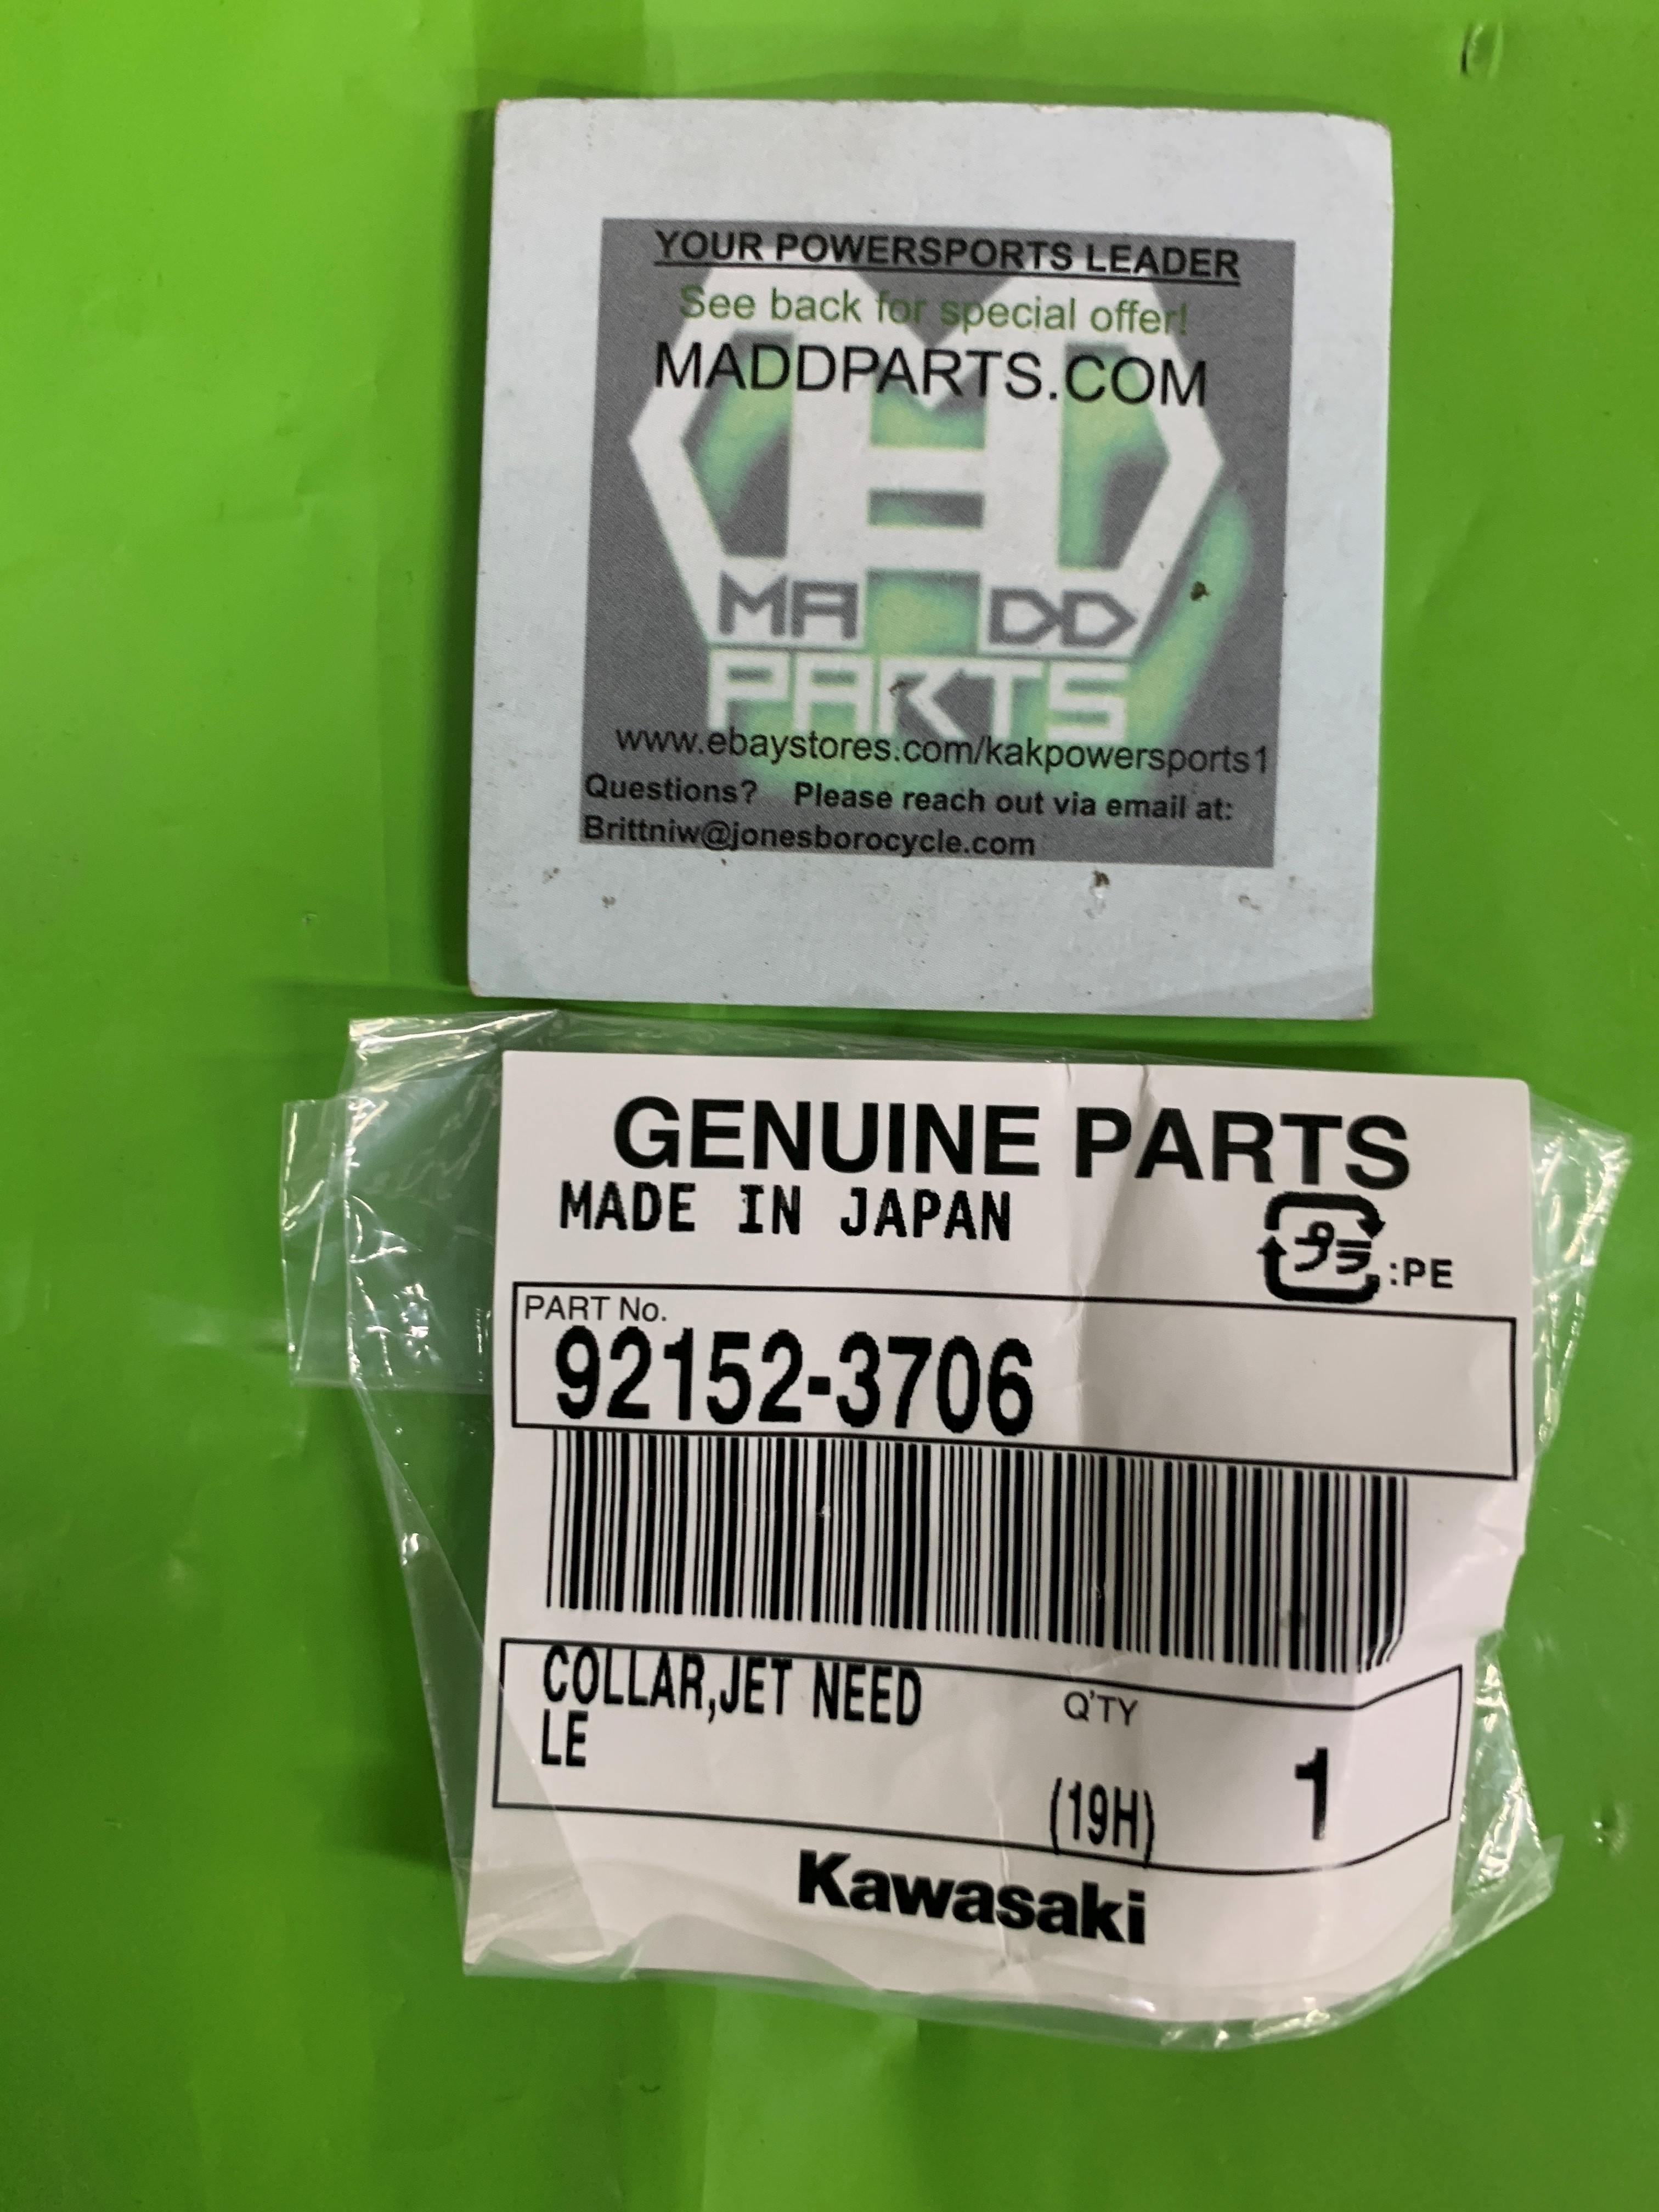 YOUR POWERSPORTS LEADER
See back for special offer!
MADDPARTS.COM
MA DD
PARTS
www.ebaystores.com/kakpowersports1
Questions? Please reach out via email at:
Brittniw@jonesborocycle.com
GENUINE PARTS
MADE IN JAPAN
プラ :PE
PART No.
92152-3706
COLLAR,JET NEED
LE
Q'TY
(19H)
1
Kawasaki